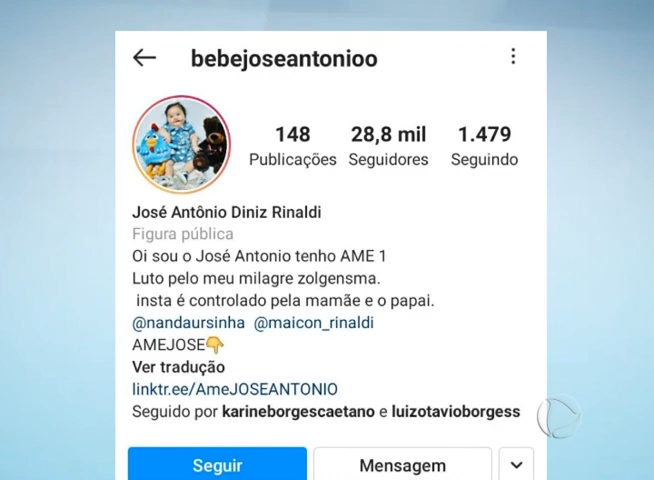 bebejoseantonioo
148 28,8 mil 1.479
Publicações Seguidores Seguindo
José Antônio Diniz Rinaldi
Figura pública
Oi sou o José Antonio tenho AME 1
Luto pelo meu milagre zolgensma.
insta é controlado pela mamãe e o papai.
@nandaursinha @maicon_rinaldi
AMEJOSE👇
Ver tradução
linktr.ee/AmeJOSEANTONIO
Seguido por karineborgescaetano e luizotavioborgess
Seguir Mensagem